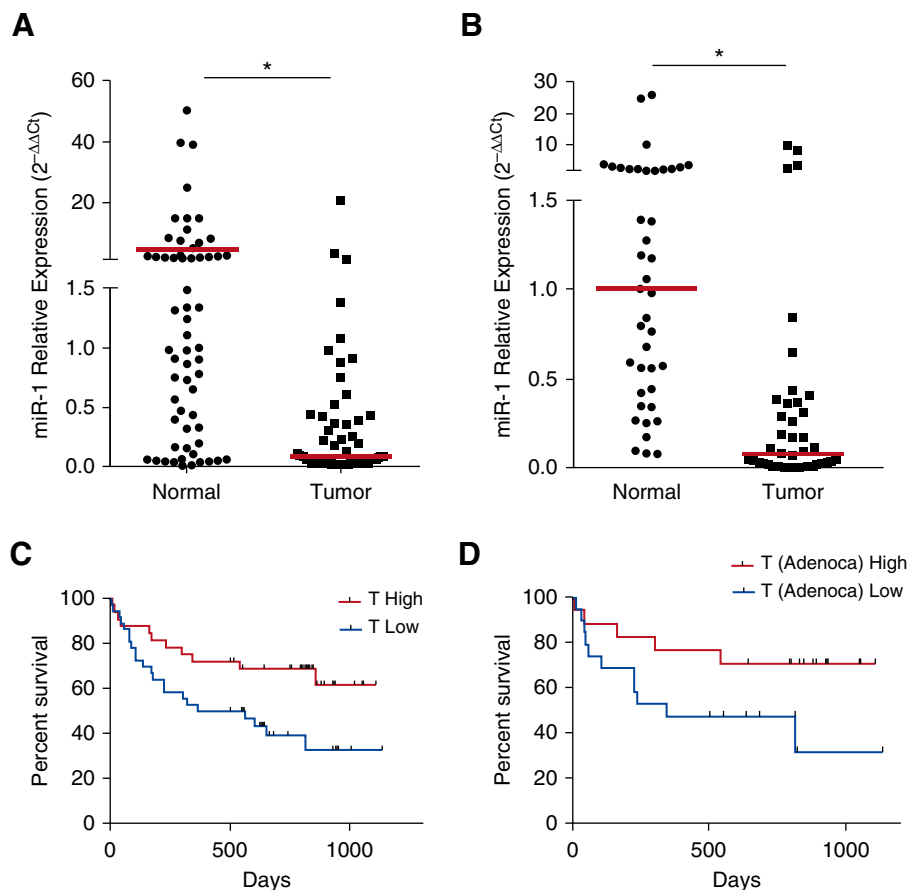 A
miR-1 Relative Expression (2⁻ΔΔCt)
*
60
40
20
1.5
1.0
0.5
0.0
Normal Tumor
B
miR-1 Relative Expression (2⁻ΔΔCt)
*
30
20
10
1.5
1.0
0.5
0.0
Normal Tumor
C
Percent survival
T High
T Low
100
80
60
40
20
0
0 500 1000
Days
D
Percent survival
T (Adenoca) High
T (Adenoca) Low
100
80
60
40
20
0
0 500 1000
Days